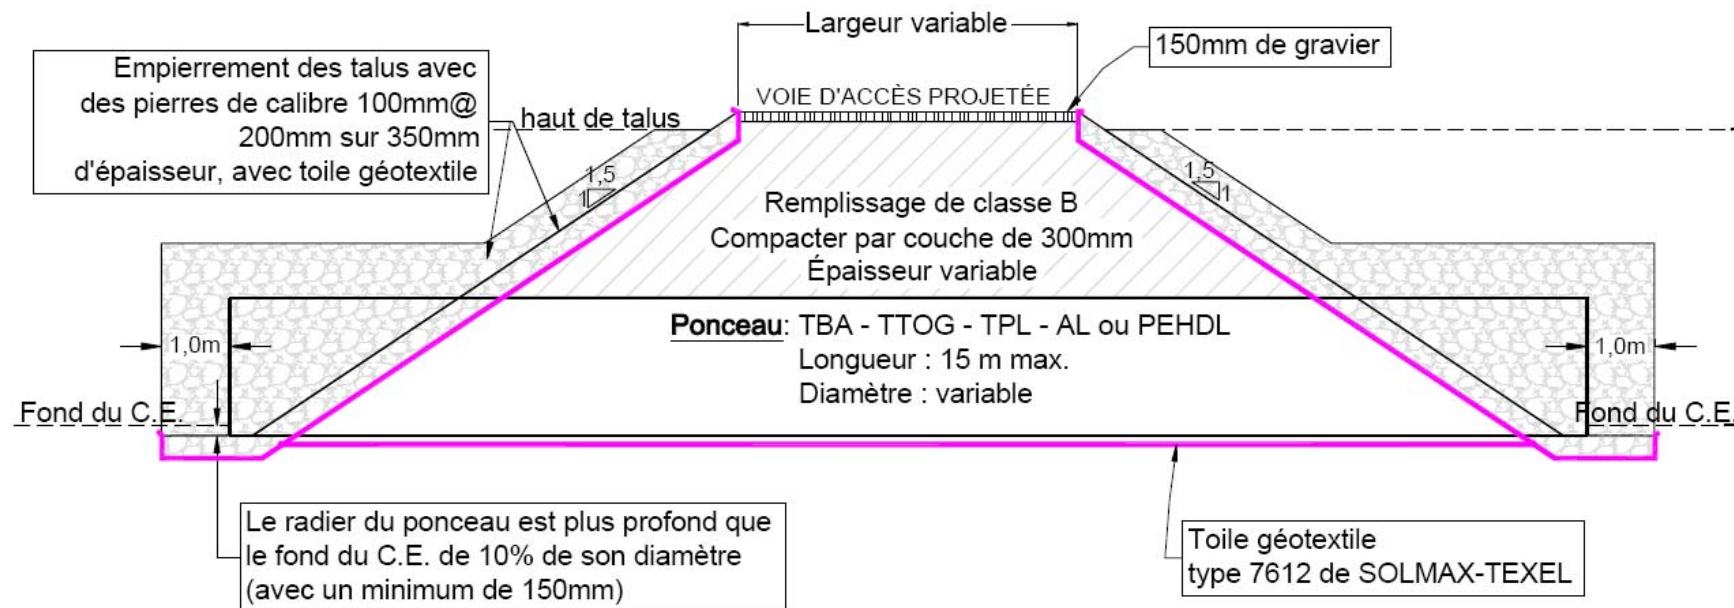 Largeur variable
150mm de gravier
Empierrement des talus avec
des pierres de calibre 100mm@
200mm sur 350mm
d'épaisseur, avec toile géotextile
haut de talus
VOIE D'ACCÈS PROJETÉE
1,5
1
1,5
1
Remplissage de classe B
Compacter par couche de 300mm
Épaisseur variable
Ponceau: TBA - TTOG - TPL - AL ou PEHDL
Longueur : 15 m max.
Diamètre : variable
1,0m
1,0m
Fond du C.E.
Fond du C.E.
Le radier du ponceau est plus profond que
le fond du C.E. de 10% de son diamètre
(avec un minimum de 150mm)
Toile géotextile
type 7612 de SOLMAX-TEXEL